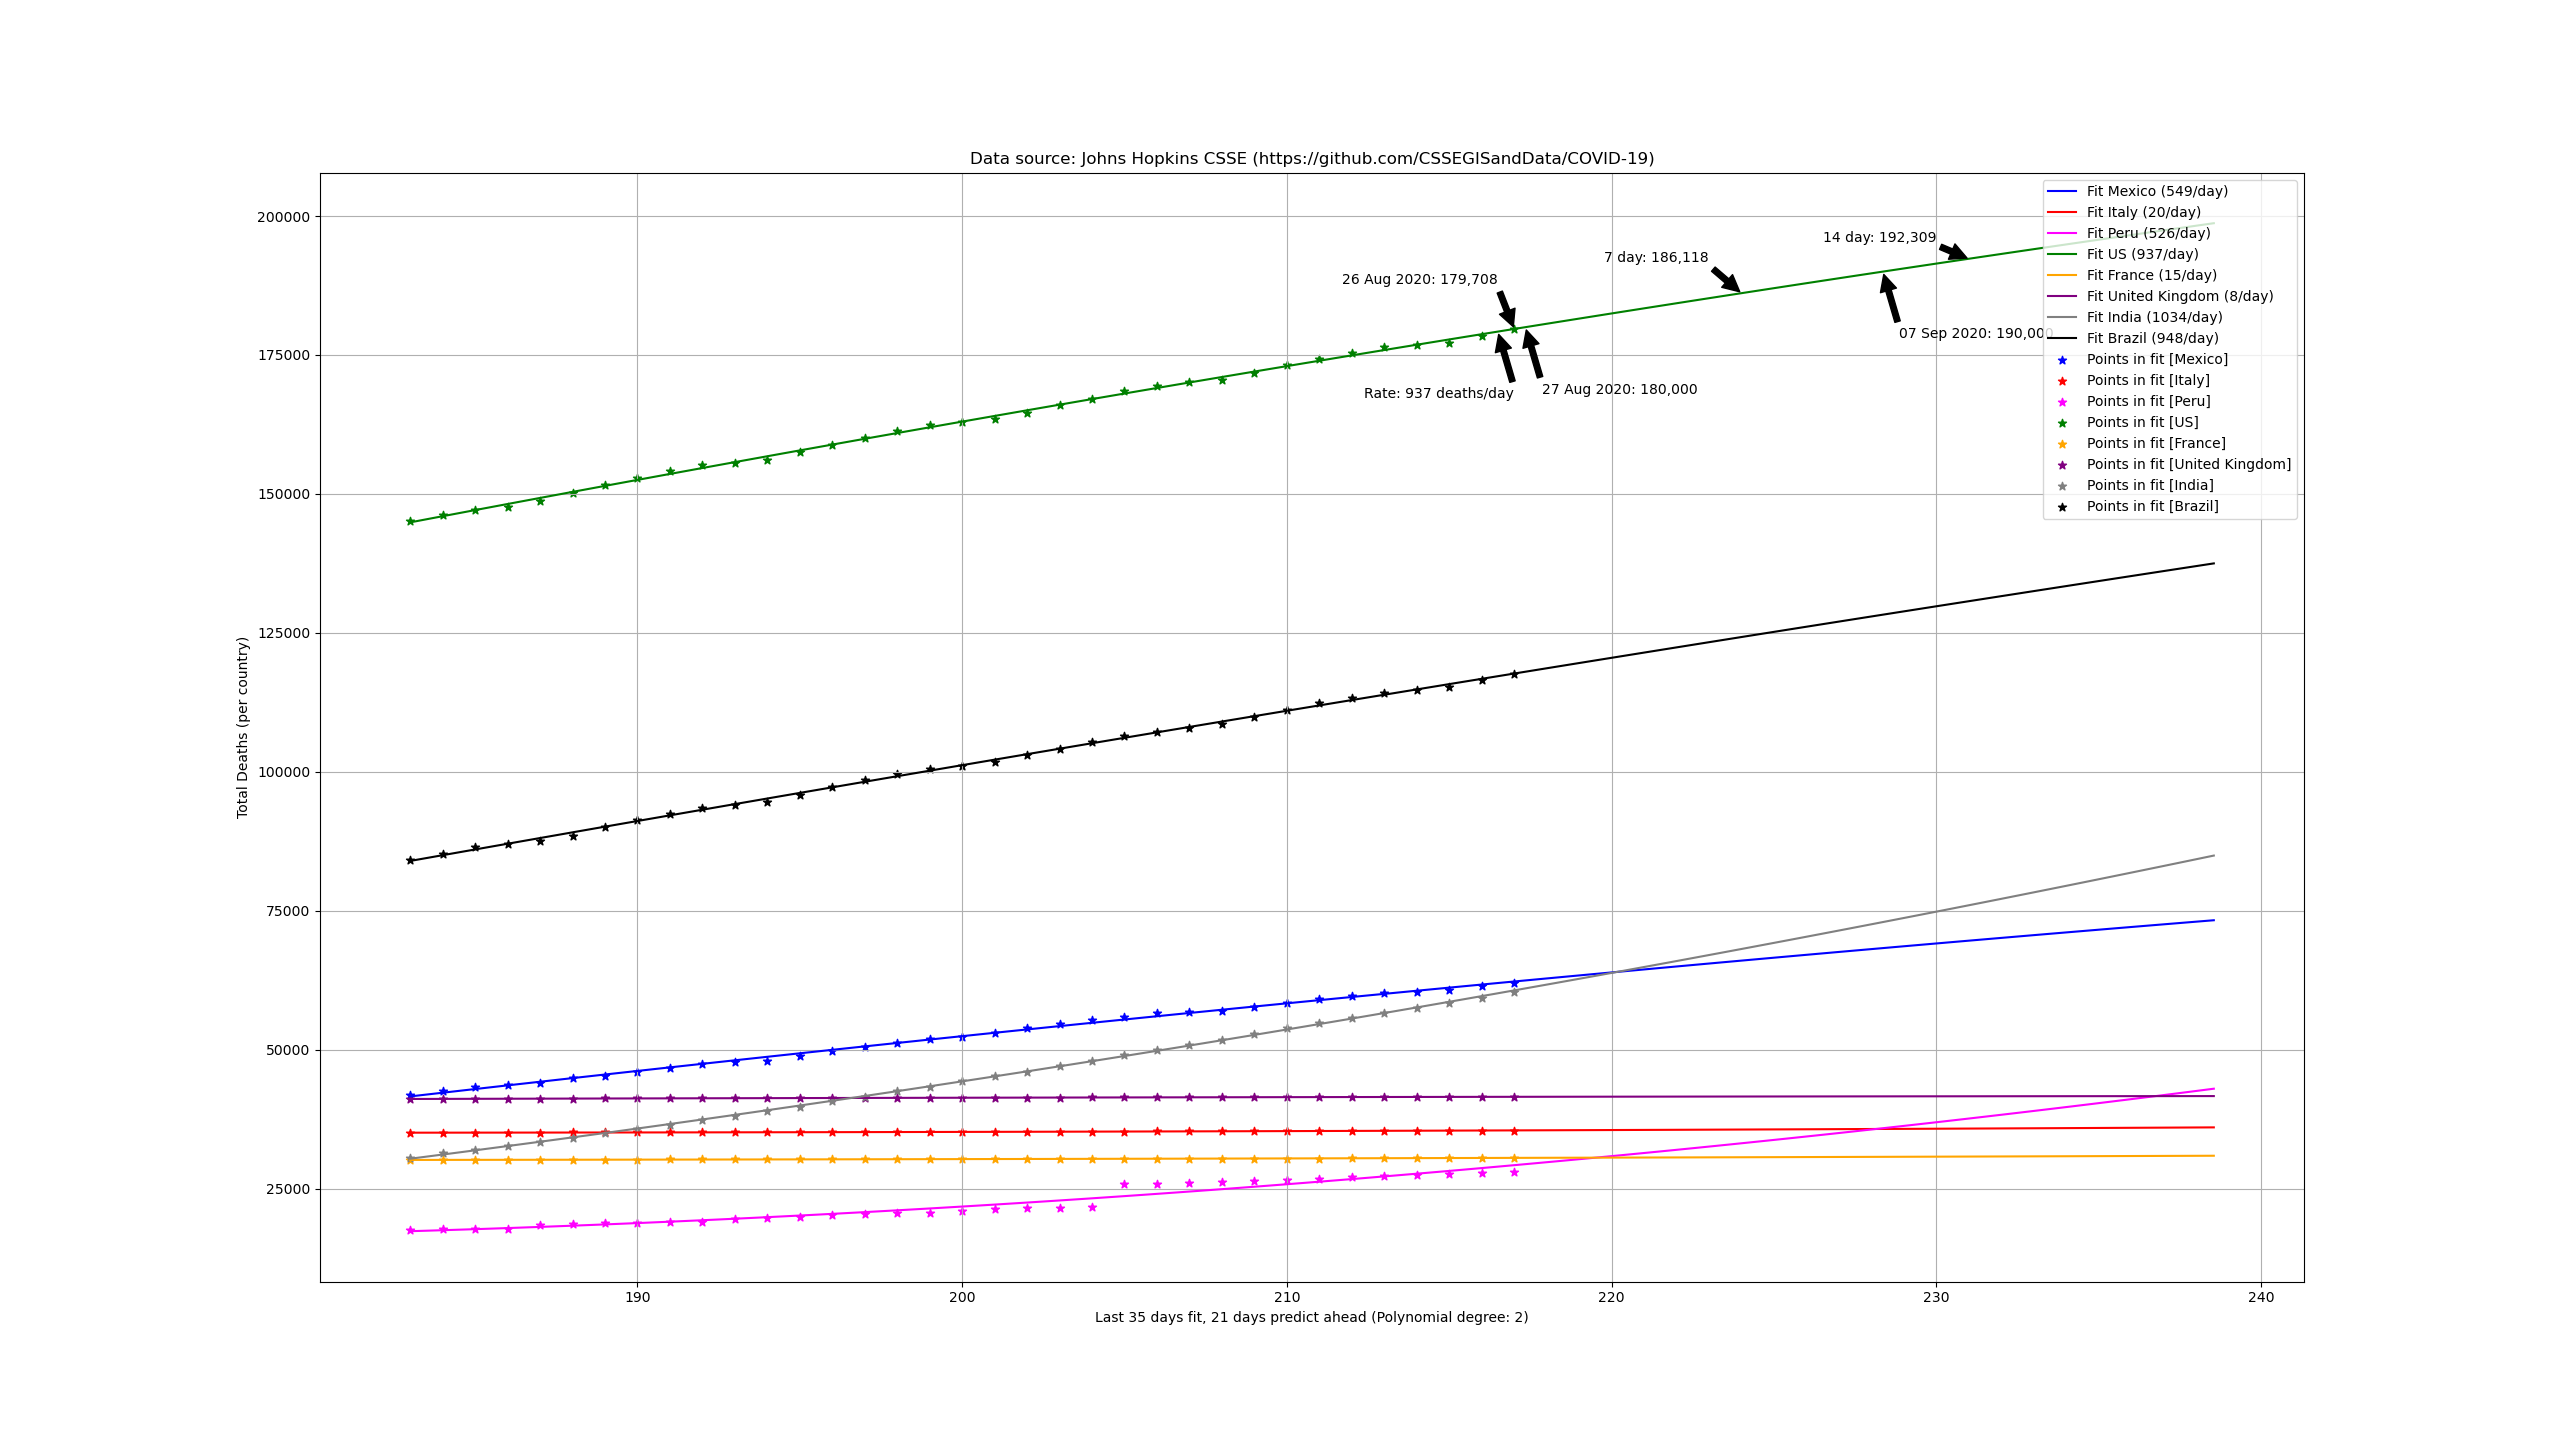 Data source: Johns Hopkins CSSE (https://github.com/CSSEGISandData/COVID-19)
Total Deaths (per country)
200000
175000
150000
125000
100000
75000
50000
25000
26 Aug 2020: 179,708
7 day: 186,118
14 day: 192,309
Rate: 937 deaths/day
27 Aug 2020: 180,000
07 Sep 2020: 190,000
Fit Mexico (549/day)
Fit Italy (20/day)
Fit Peru (526/day)
Fit US (937/day)
Fit France (15/day)
Fit United Kingdom (8/day)
Fit India (1034/day)
Fit Brazil (948/day)
Points in fit [Mexico]
Points in fit [Italy]
Points in fit [Peru]
Points in fit [US]
Points in fit [France]
Points in fit [United Kingdom]
Points in fit [India]
Points in fit [Brazil]
190
200
210
220
230
240
Last 35 days fit, 21 days predict ahead (Polynomial degree: 2)